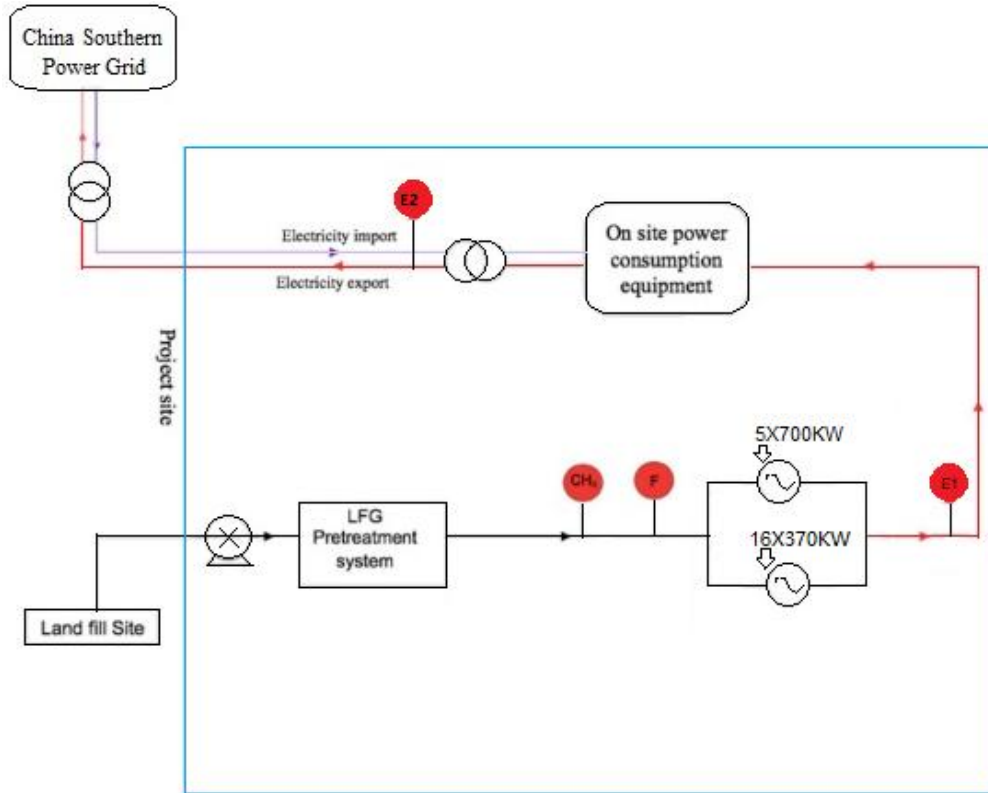 China Southern
Power Grid
E2
Electricity import
Electricity export
On site power
consumption
equipment
Project site
5X700KW
CH₄
F
E1
16X370KW
LFG
Pretreatment
system
Land fill Site